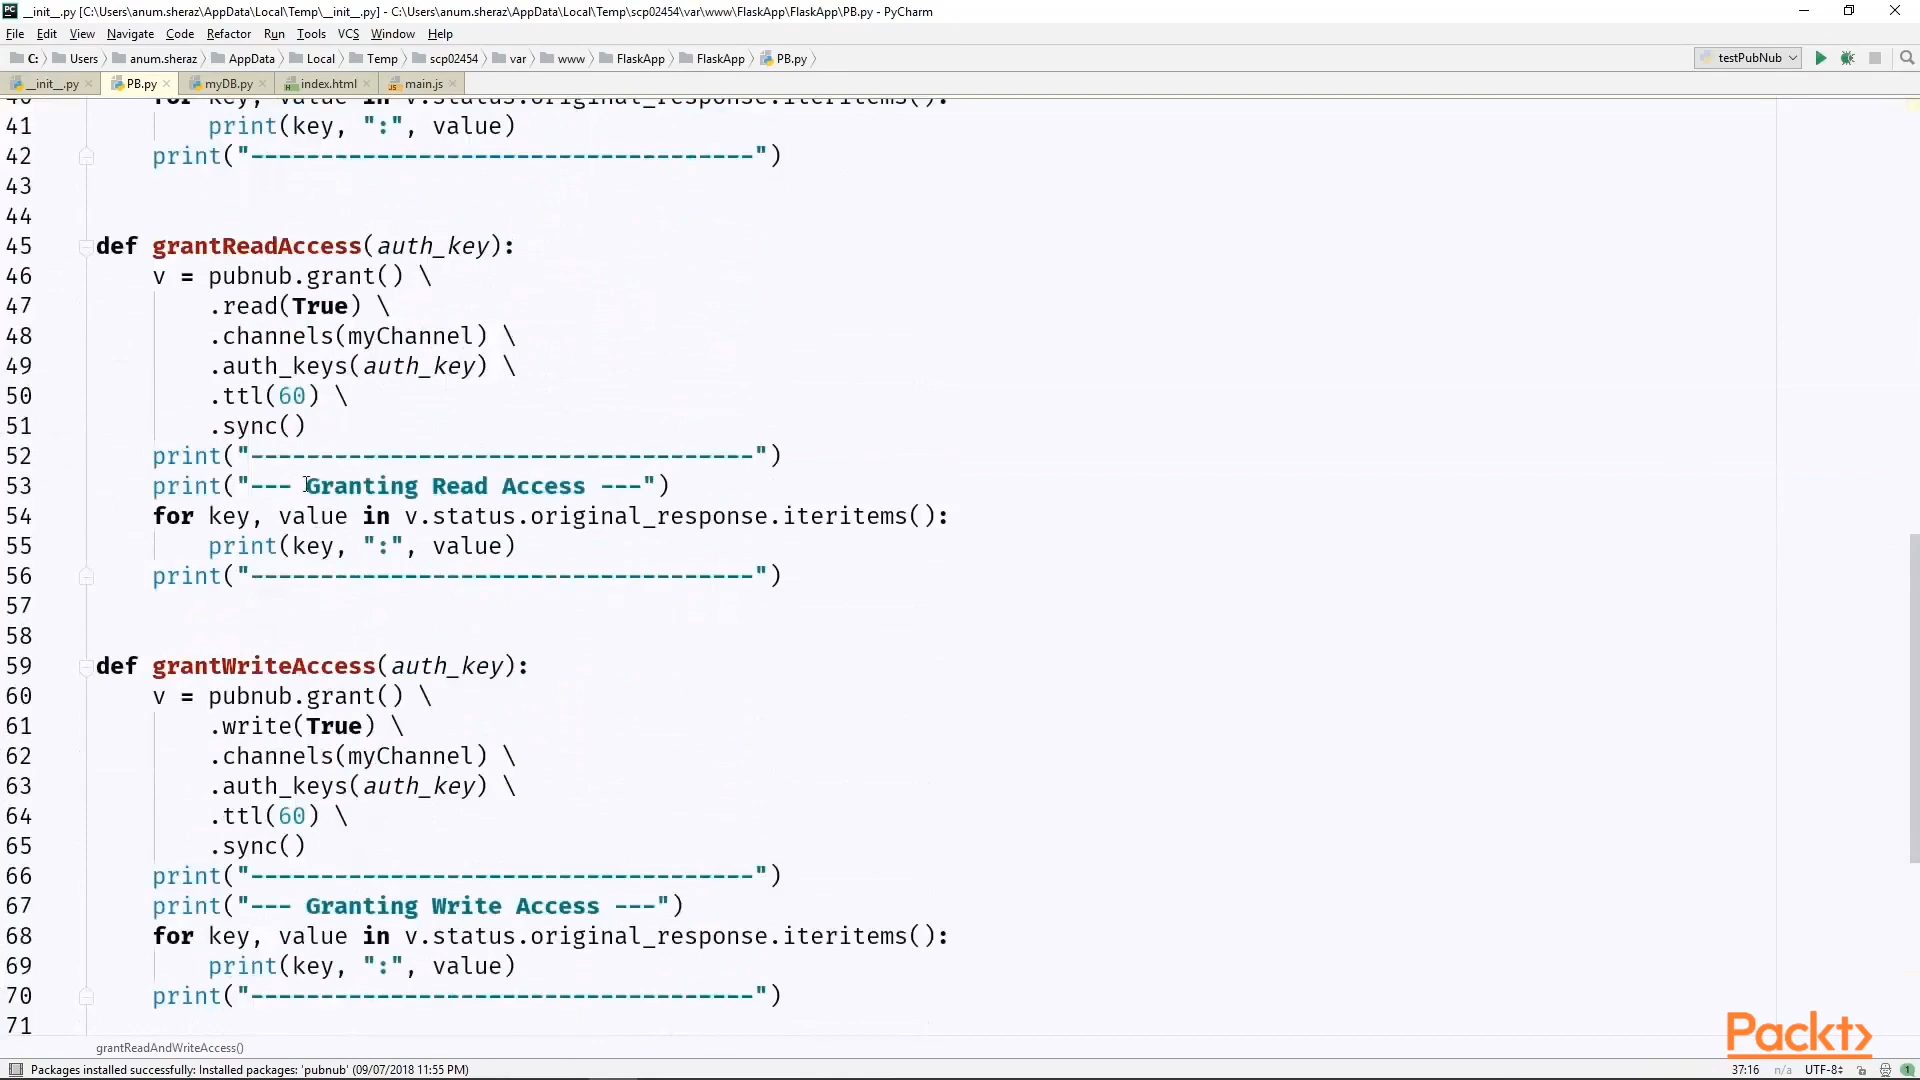 __init__.py [C:\Users\anum.sheraz\AppData\Local\Temp\__init__.py] - C:\Users\anum.sheraz\AppData\Local\Temp\scp02454\var\www\FlaskApp\FlaskApp\PB.py - PyCharm
File Edit View Navigate Code Refactor Run Tools VCS Window Help
C: Users anum.sheraz AppData Local Temp scp02454 var www FlaskApp FlaskApp PB.py testPubNub
__init__.py PB.py myDB.py index.html main.js
40 for key, value in v.status.original_response.iteritems():
41 print(key, ":", value)
42 print("------------------------------------")
43
44
45 def grantReadAccess(auth_key):
46 v = pubnub.grant() \
47 .read(True) \
48 .channels(myChannel) \
49 .auth_keys(auth_key) \
50 .ttl(60) \
51 .sync()
52 print("------------------------------------")
53 print("--- Granting Read Access ---")
54 for key, value in v.status.original_response.iteritems():
55 print(key, ":", value)
56 print("------------------------------------")
57
58
59 def grantWriteAccess(auth_key):
60 v = pubnub.grant() \
61 .write(True) \
62 .channels(myChannel) \
63 .auth_keys(auth_key) \
64 .ttl(60) \
65 .sync()
66 print("------------------------------------")
67 print("--- Granting Write Access ---")
68 for key, value in v.status.original_response.iteritems():
69 print(key, ":", value)
70 print("------------------------------------")
71
Packt>
grantReadAndWriteAccess()
Packages installed successfully: Installed packages: 'pubnub' (09/07/2018 11:55 PM) 37:16 n/a UTF-8 1